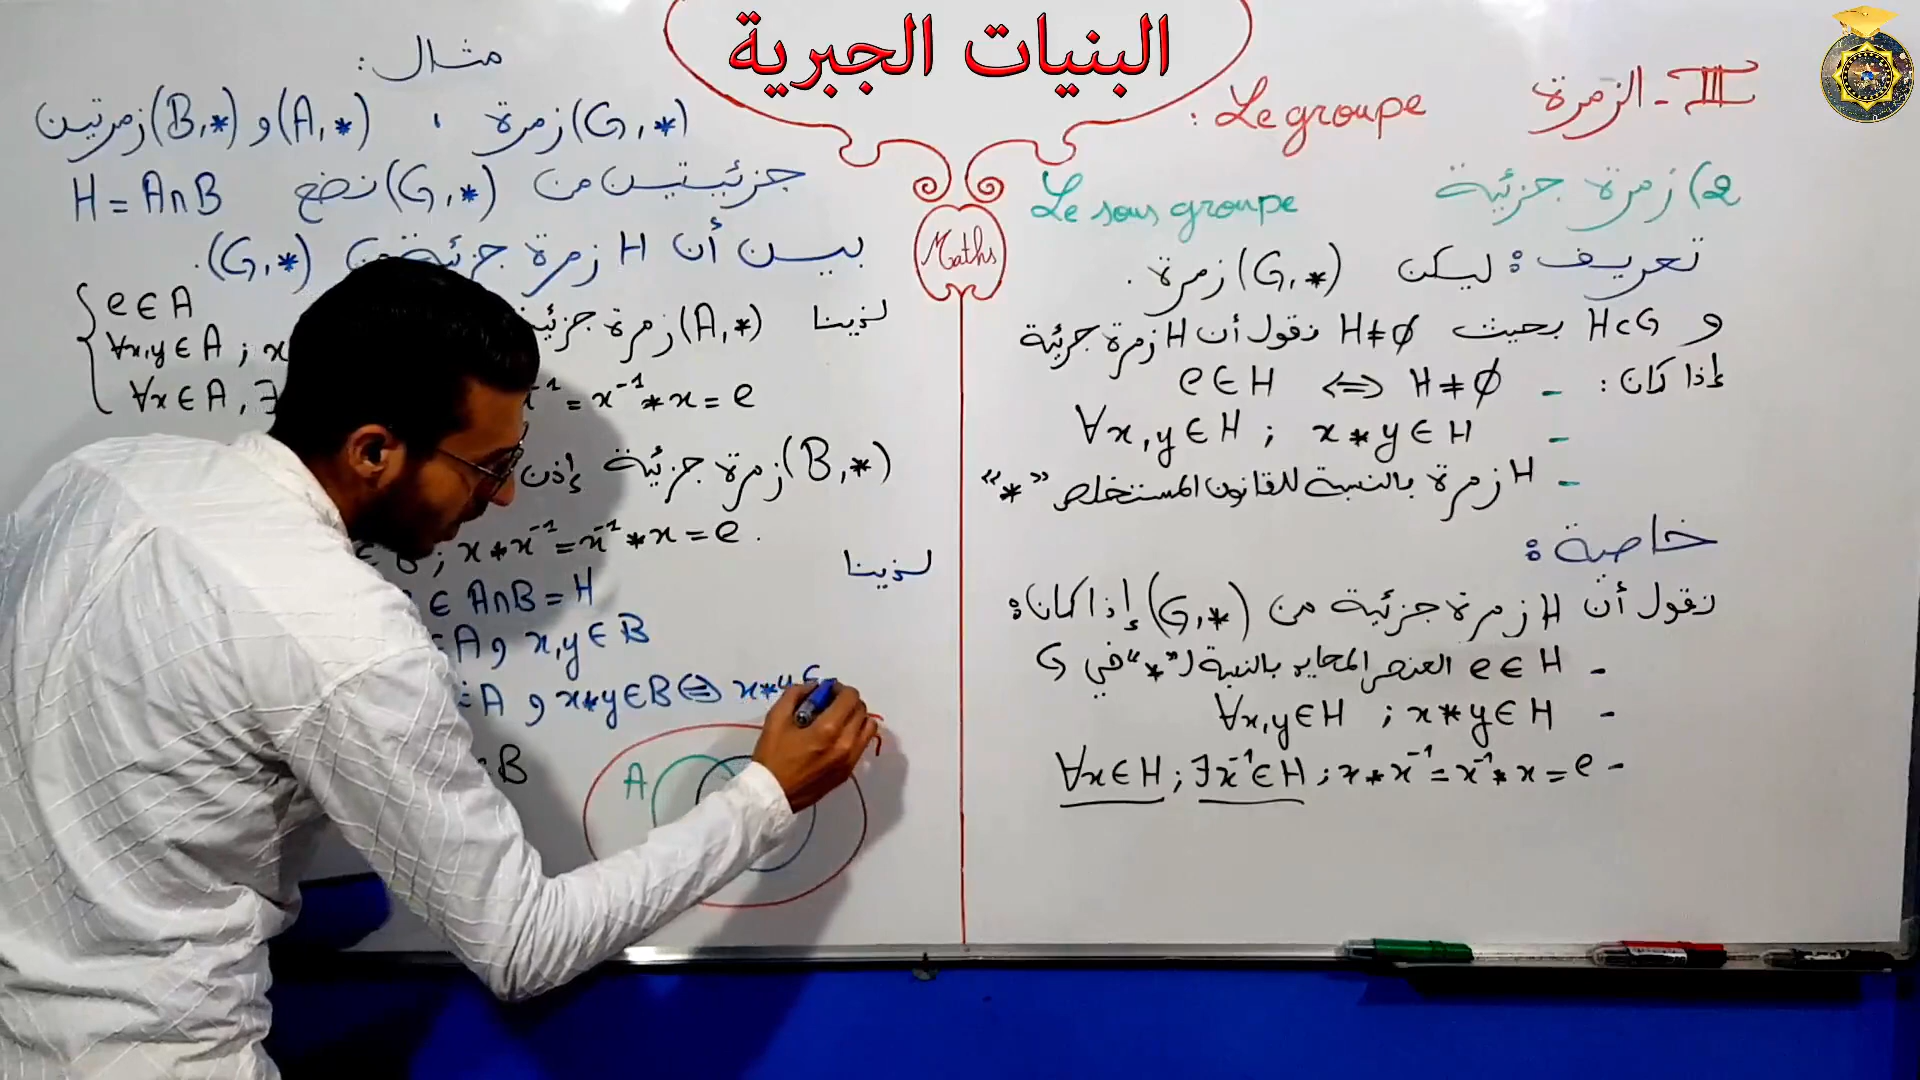 البنيات الجبرية
Maths
III - الزمرة Le groupe :
2) زمرة جزئية Le sous groupe
تعريف : ليكن (G,*) زمرة .
و H⊂G بحيث H≠∅ نقول أن H زمرة جزئية
إذا كان :
- H≠∅ ⟺ e∈H
- ∀x,y∈H ; x*y∈H
- H زمرة بالنسبة للقانون المستخلص "*"
خاصية :
نقول أن H زمرة جزئية من (G,*) إذا كان :
- e∈H العنصر المحايد بالنسبة لـ "*" في G
- ∀x,y∈H ; x*y∈H
- ∀x∈H ; ∃x⁻¹∈H ; x*x⁻¹=x⁻¹*x=e
مثال :
(G,*) زمرة ، (A,*) و (B,*) زمرتين
جزئيتين من (G,*) نضع H=A∩B
بين أن H زمرة جزئية من (G,*).
لدينا (A,*) زمرة جزئية
e∈A
∀x,y∈A ; x
∀x∈A , ∃ x⁻¹=x⁻¹*x=e
(B,*) زمرة جزئية إذن
∈B ; x*x⁻¹=x⁻¹*x=e .
لدينا
∈A∩B=H
∈A و x,y∈B
∈A و x*y∈B ⟺ x*y∈
∈B
A